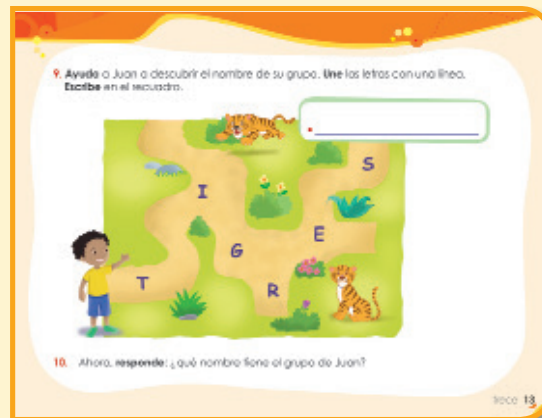 9. Ayuda a Juan a descubrir el nombre de su grupo. Une las letras con una línea.
Escribe en el recuadro.
S
I
E
G
T
R
10. Ahora, responde: ¿qué nombre tiene el grupo de Juan?
trece 13